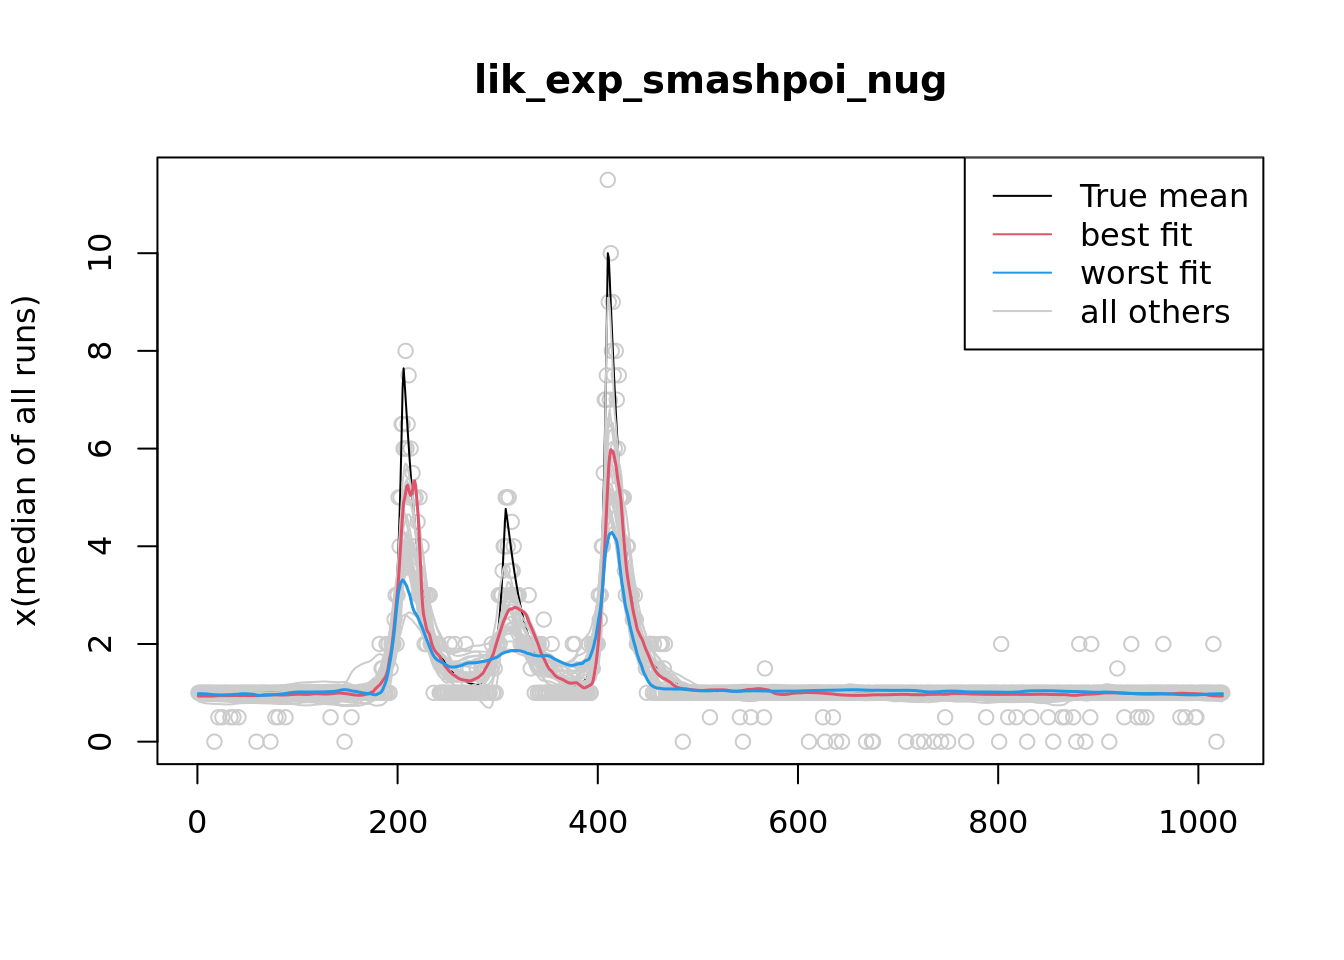 lik_exp_smashpoi_nug
True mean
best fit
worst fit
all others
x(median of all runs)
10
8
6
4
2
0
0 200 400 600 800 1000